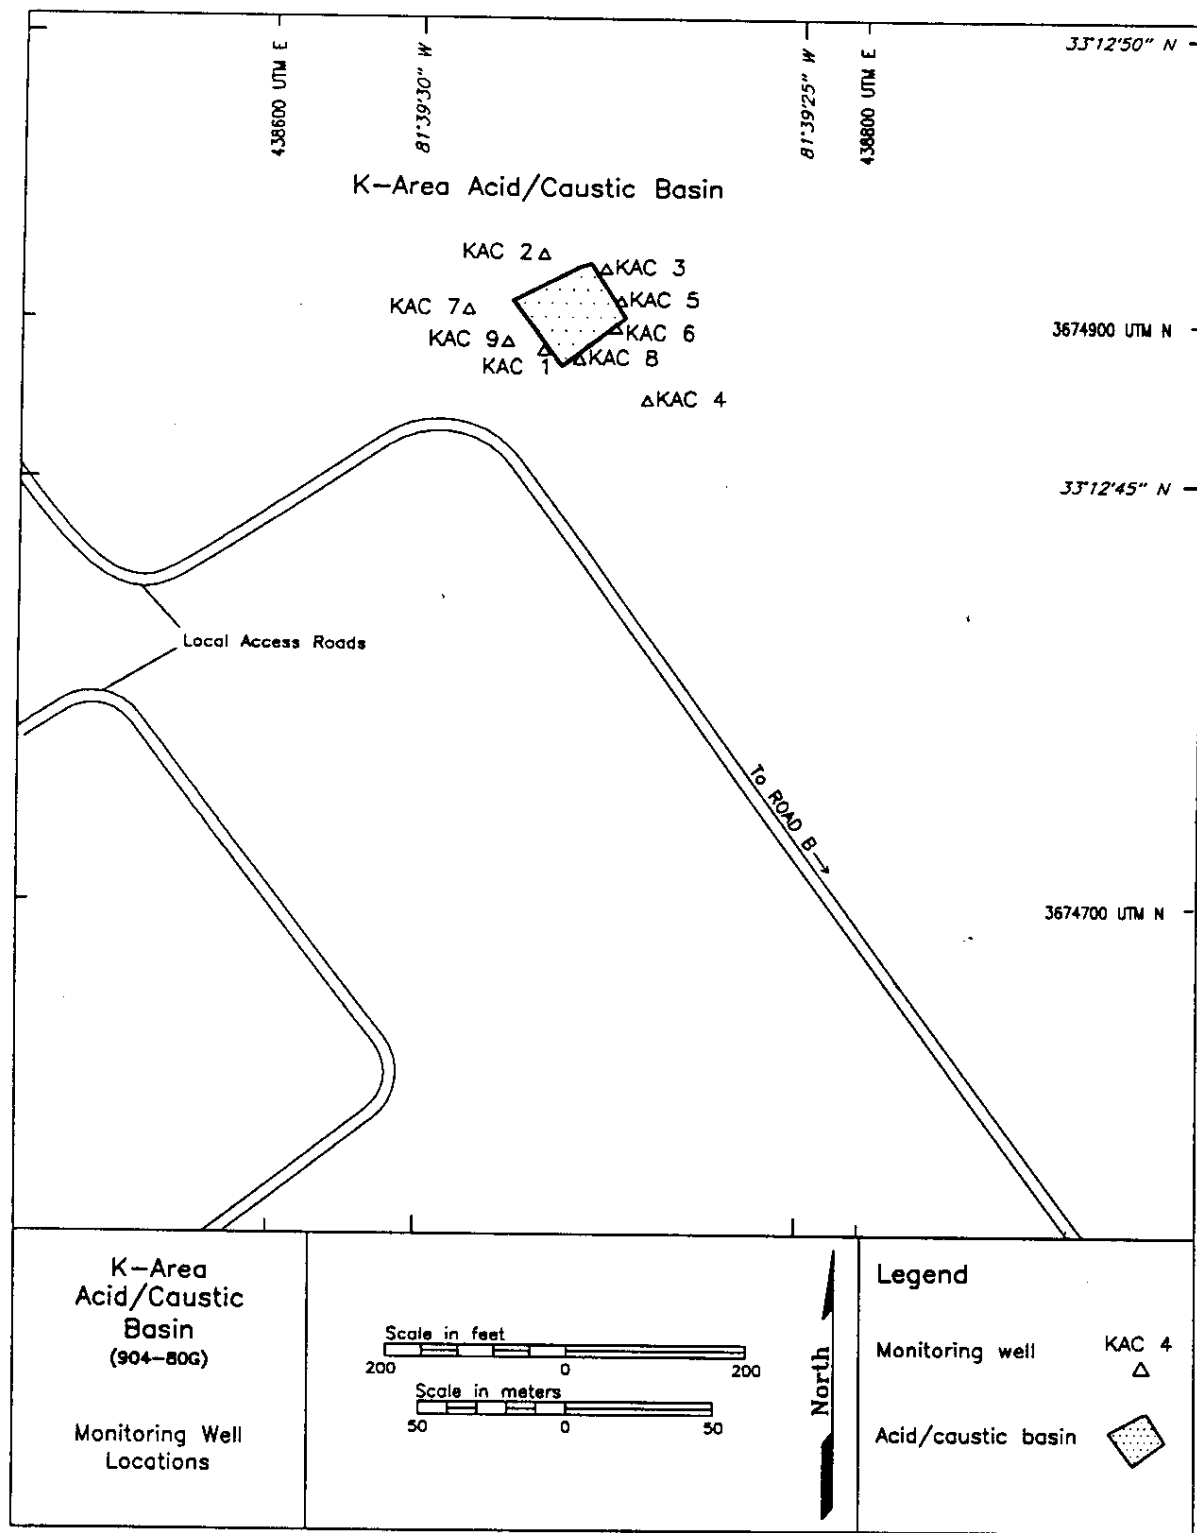 438600 UTM E
81°39'30" W
81°39'25" W
438800 UTM E
33°12'50" N
K-Area Acid/Caustic Basin
KAC 2
KAC 3
KAC 7
KAC 5
KAC 9
KAC 6
KAC 1
KAC 8
3674900 UTM N
KAC 4
33°12'45" N
Local Access Roads
To ROAD B
3674700 UTM N
K-Area
Acid/Caustic
Basin
(904-80G)
Monitoring Well
Locations
Scale in feet
200 0 200
Scale in meters
50 0 50
North
Legend
Monitoring well
KAC 4
Acid/caustic basin